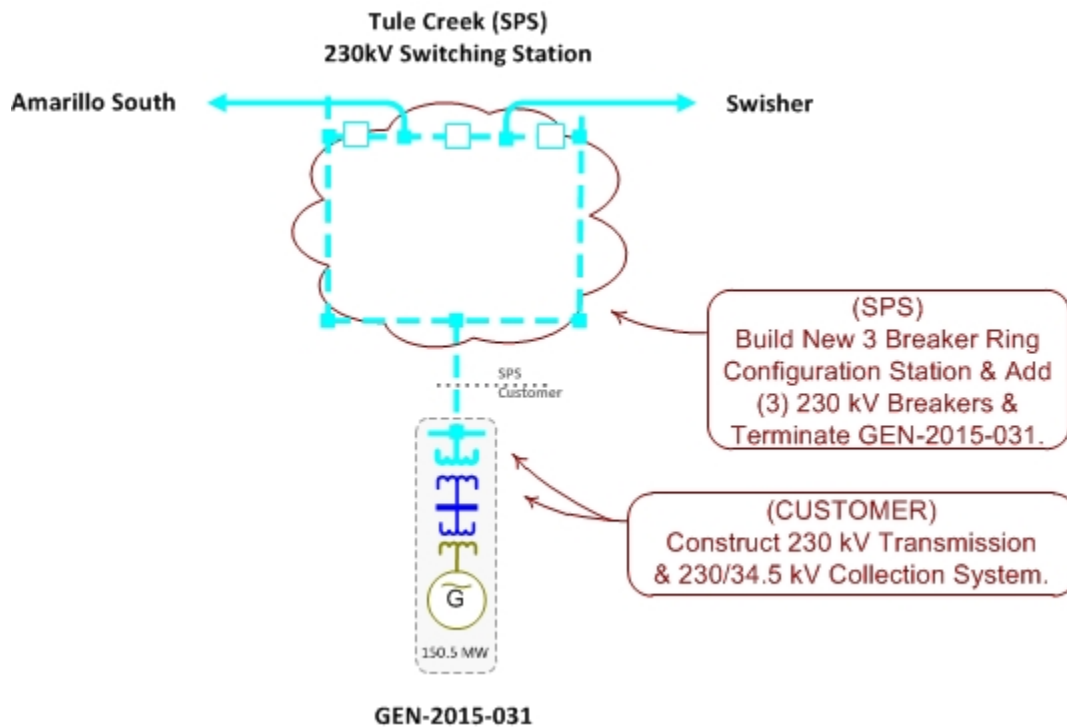 Tule Creek (SPS)
230kV Switching Station
Amarillo South
Swisher
(SPS)
Build New 3 Breaker Ring
Configuration Station & Add
(3) 230 kV Breakers &
Terminate GEN-2015-031.
SPS
Customer
(CUSTOMER)
Construct 230 kV Transmission
& 230/34.5 kV Collection System.
G
150.5 MW
GEN-2015-031